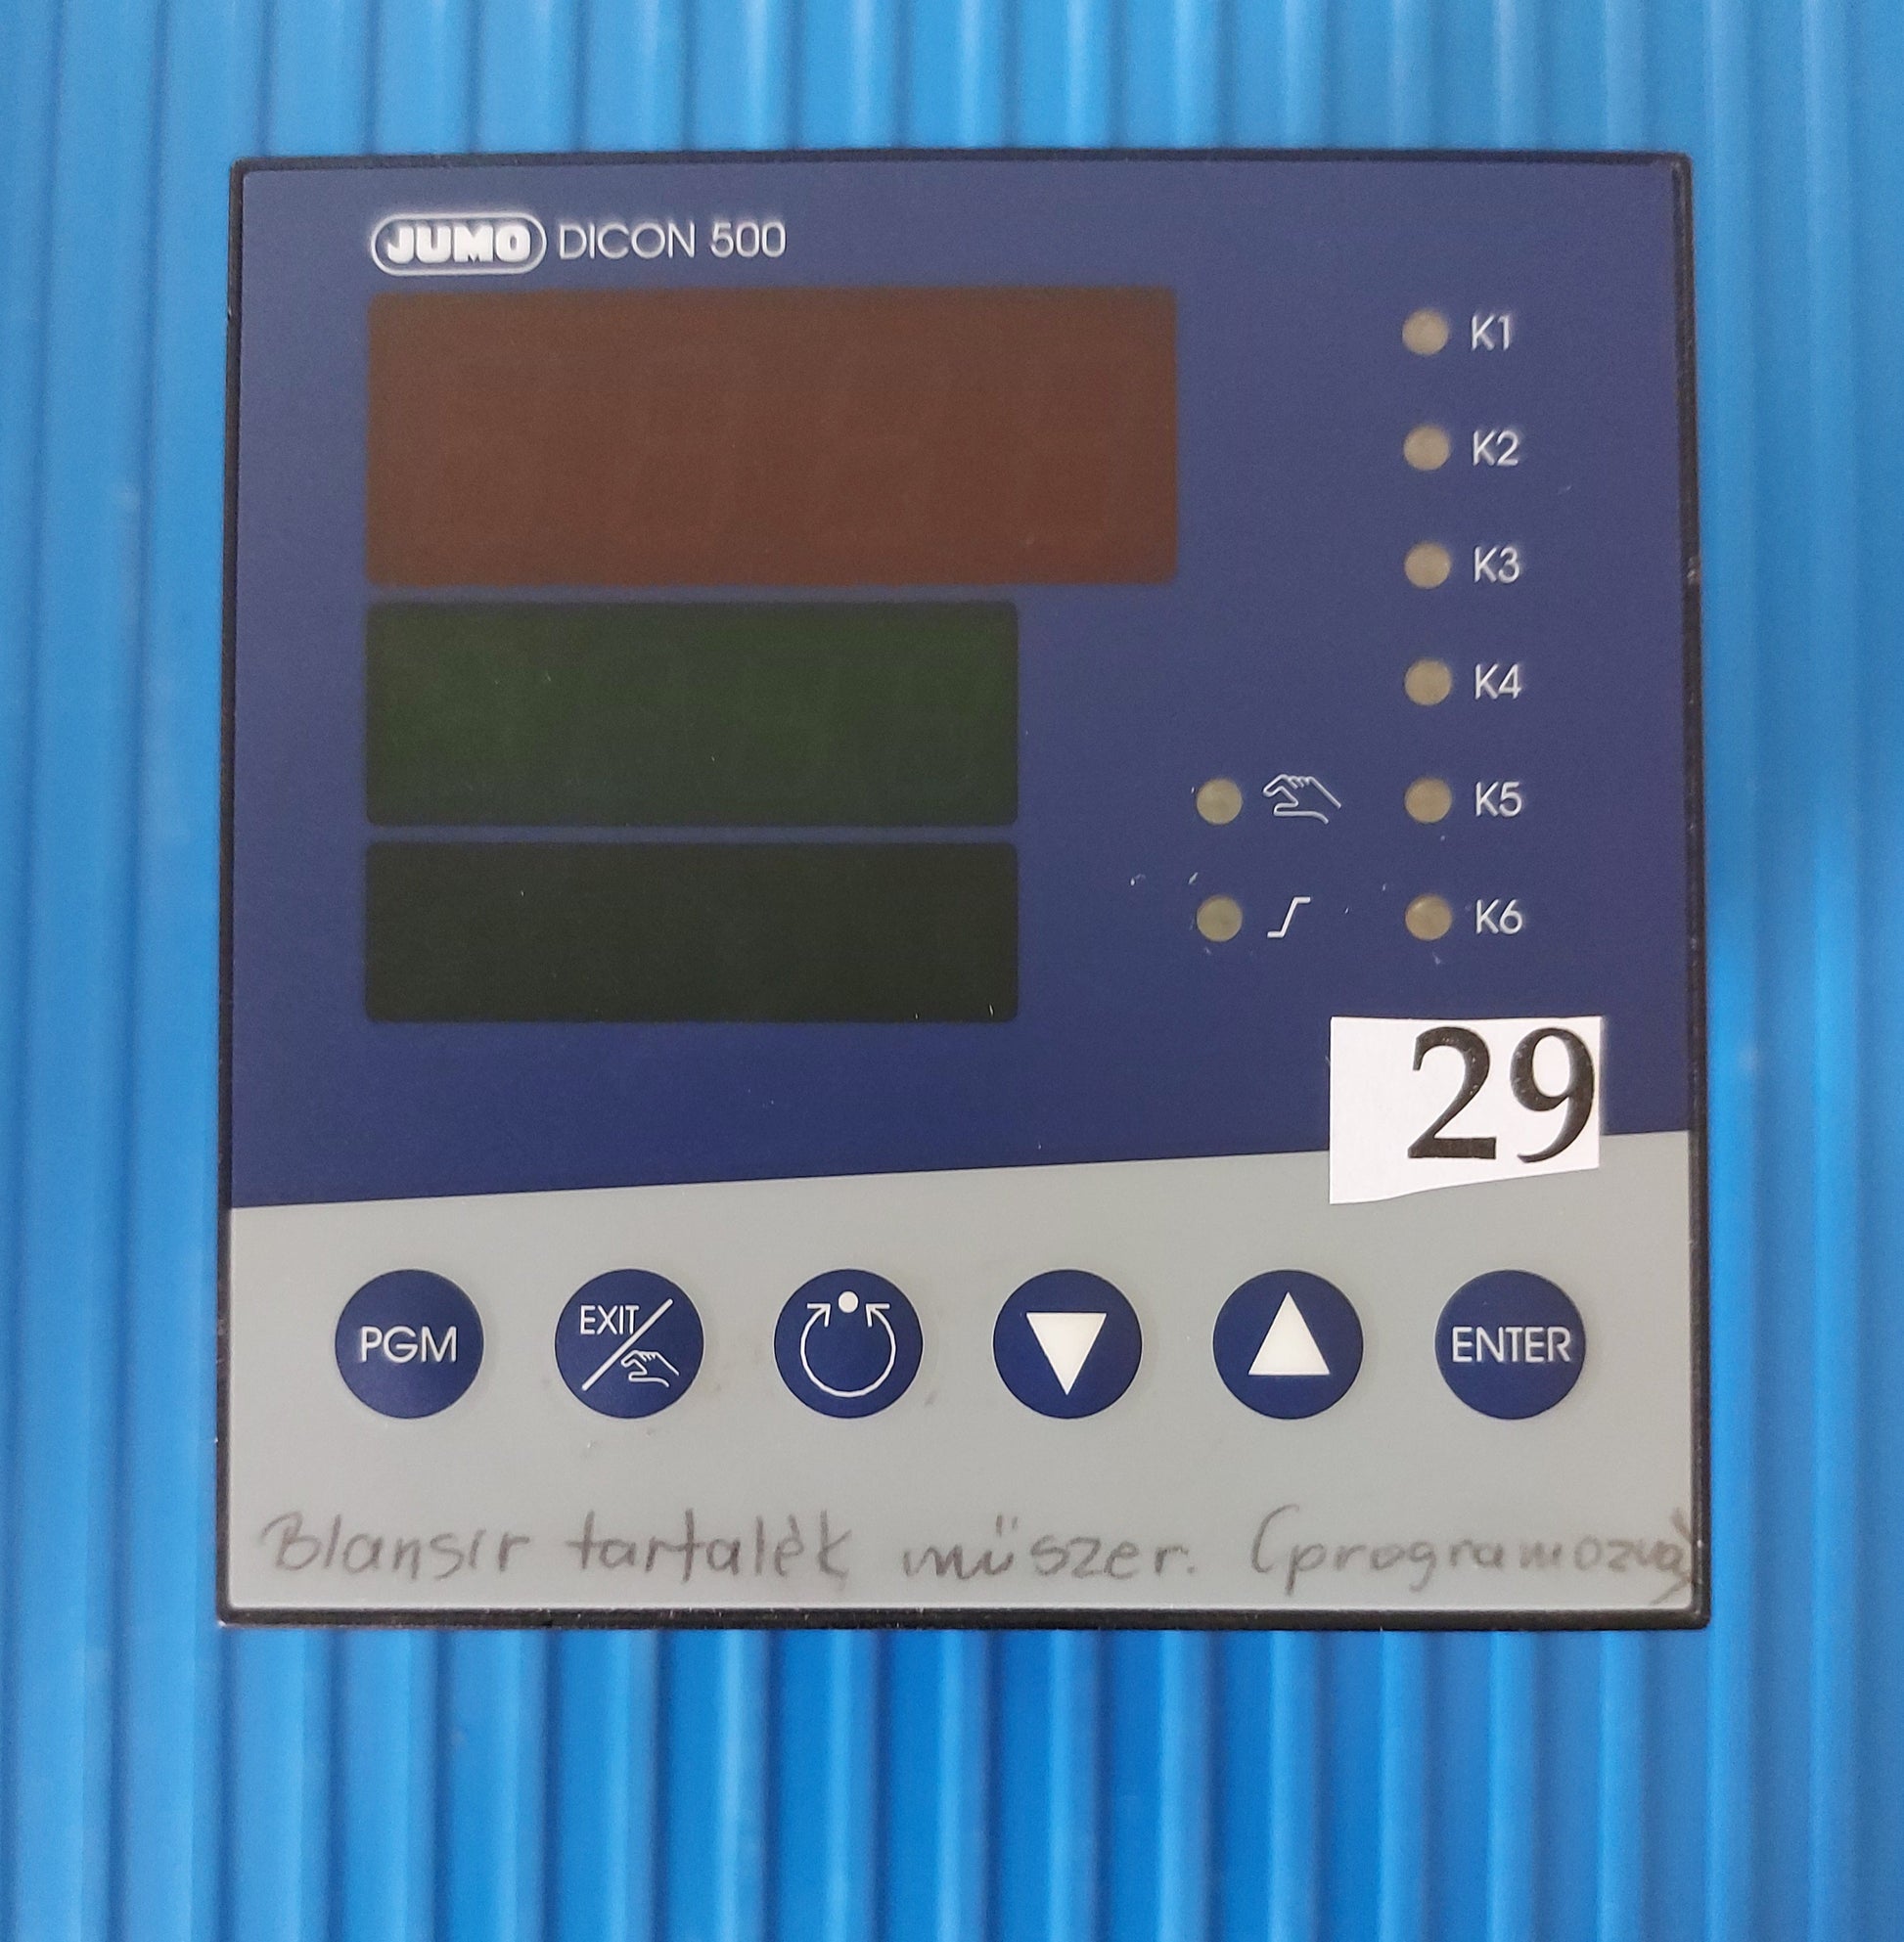 JUMO DICON 500
K1
K2
K3
K4
K5
K6
29
PGM
EXIT
ENTER
Blansír tartalék műszer. (programozva)